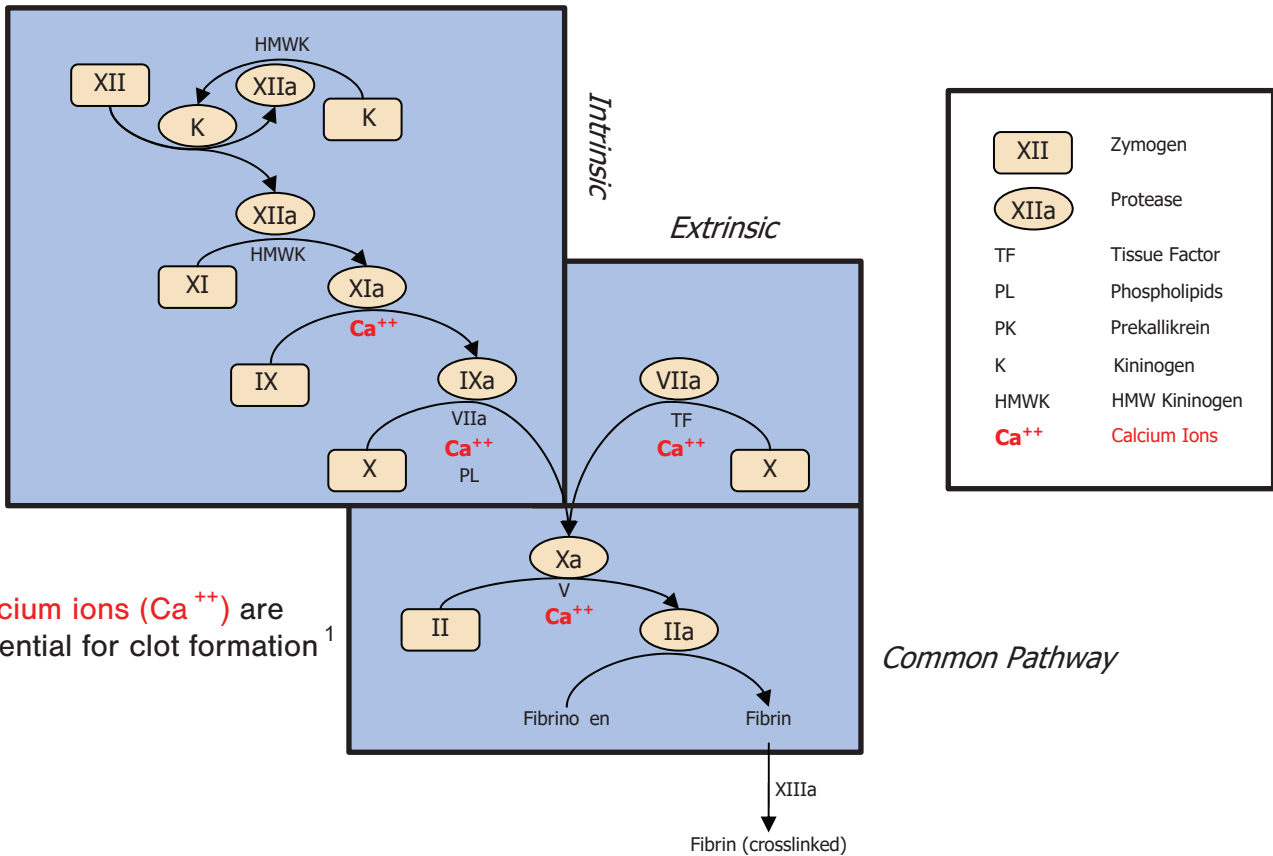 HMWK
XII
XIIa
K
K
XIIa
HMWK
XI
XIa
Ca++
IX
IXa
VIIa
Ca++
X
PL
Intrinsic
Extrinsic
VIIa
TF
Ca++
X
Xa
V
Ca++
II
IIa
Fibrino en
Fibrin
XIIIa
Fibrin (crosslinked)
Common Pathway
cium ions (Ca ++) are
ential for clot formation 1
XII Zymogen
XIIa Protease
TF Tissue Factor
PL Phospholipids
PK Prekallikrein
K Kininogen
HMWK HMW Kininogen
Ca++ Calcium Ions